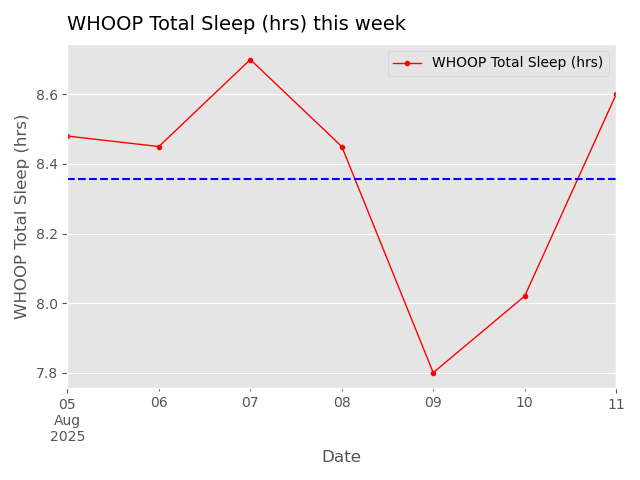 WHOOP Total Sleep (hrs) this week
WHOOP Total Sleep (hrs)
WHOOP Total Sleep (hrs)
8.6
8.4
8.2
8.0
7.8
05 06 07 08 09 10 11
Aug
2025
Date